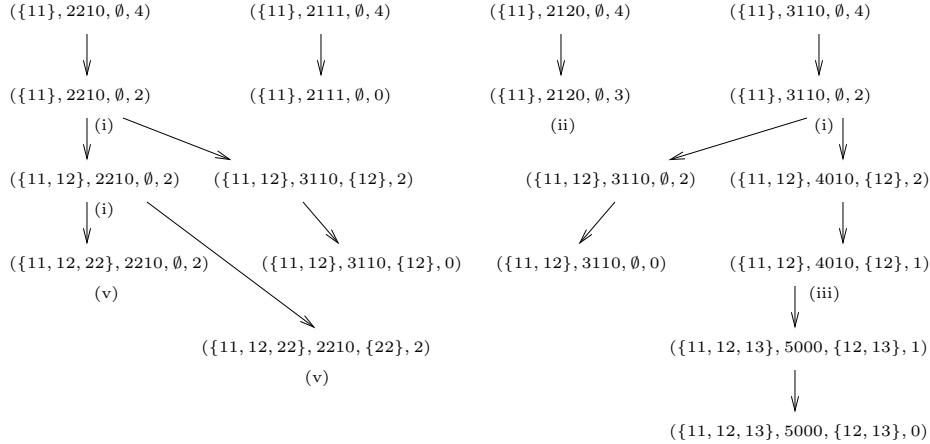 ({11}, 2210, ∅, 4) ({11}, 2111, ∅, 4) ({11}, 2120, ∅, 4) ({11}, 3110, ∅, 4)
({11}, 2210, ∅, 2) ({11}, 2111, ∅, 0) ({11}, 2120, ∅, 3) ({11}, 3110, ∅, 2)
(i) (ii) (i)
({11, 12}, 2210, ∅, 2) ({11, 12}, 3110, {12}, 2) ({11, 12}, 3110, ∅, 2) ({11, 12}, 4010, {12}, 2)
(i)
({11, 12, 22}, 2210, ∅, 2) ({11, 12}, 3110, {12}, 0) ({11, 12}, 3110, ∅, 0) ({11, 12}, 4010, {12}, 1)
(v) (iii)
({11, 12, 22}, 2210, {22}, 2) ({11, 12, 13}, 5000, {12, 13}, 1)
(v)
({11, 12, 13}, 5000, {12, 13}, 0)